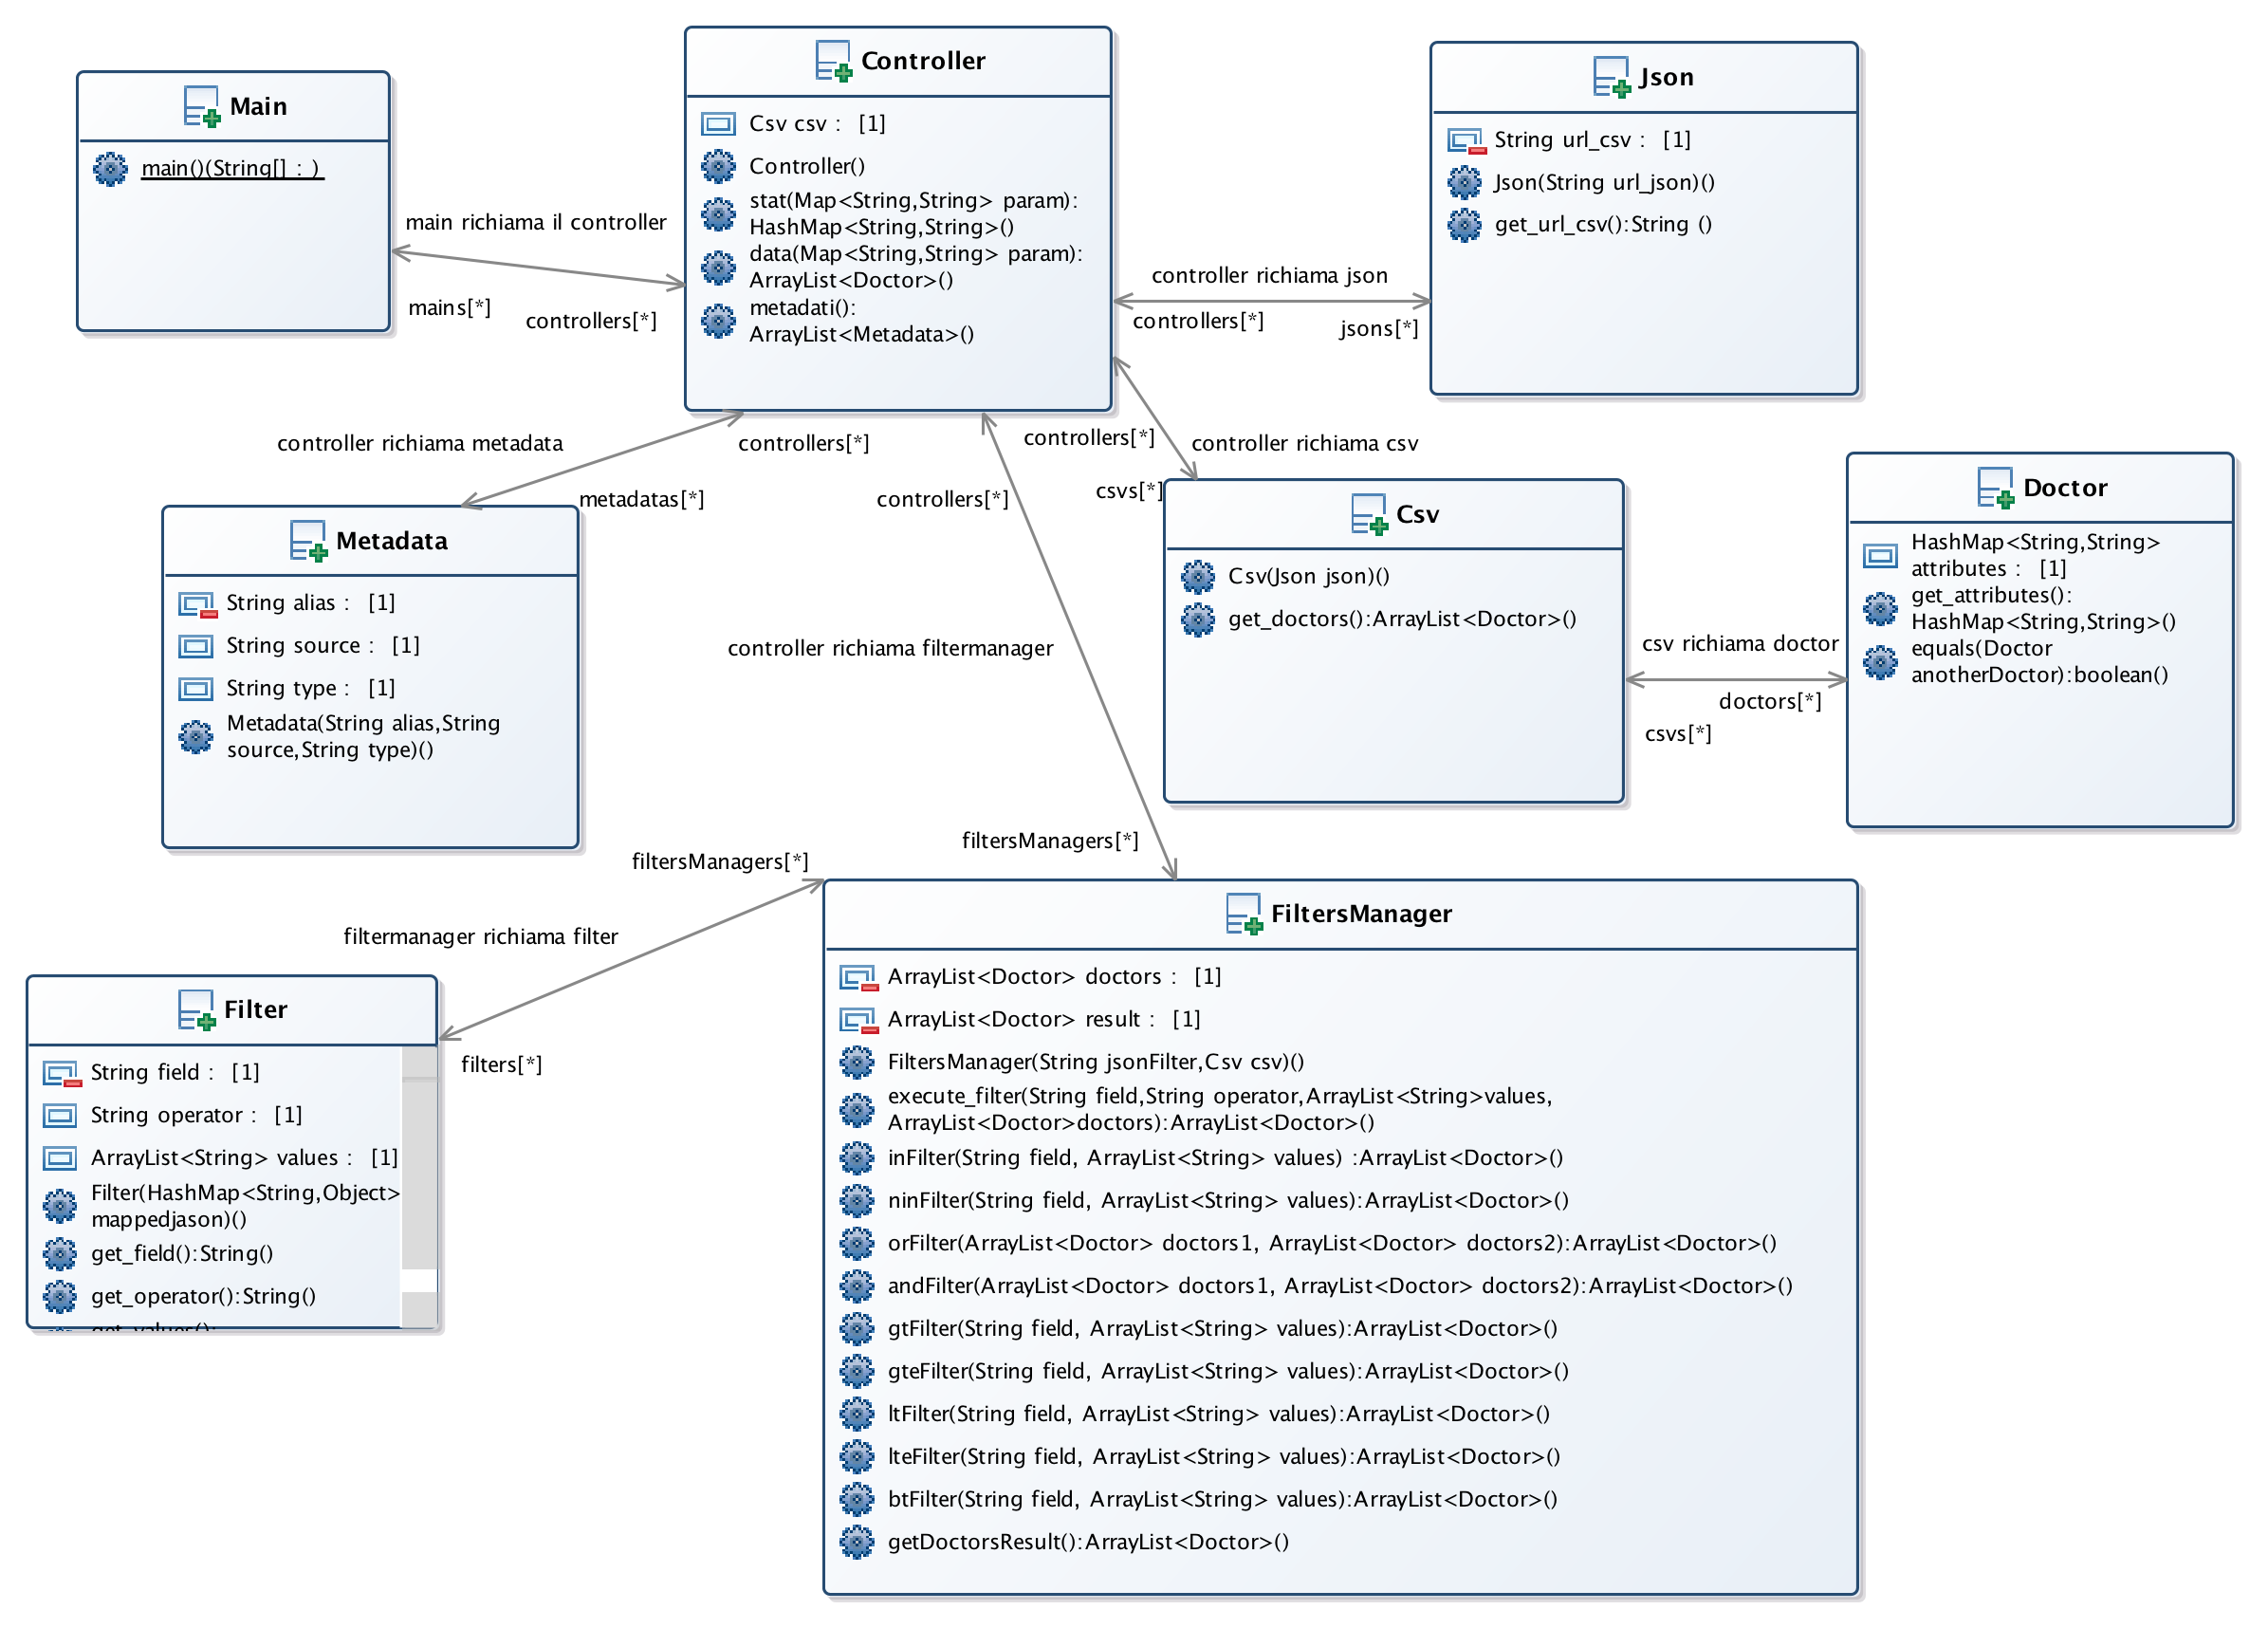 Main
main()(String[] : )
main richiama il controller
mains[*]
controllers[*]
Controller
Csv csv : [1]
Controller()
stat(Map<String,String> param):
HashMap<String,String>()
data(Map<String,String> param):
ArrayList<Doctor>()
metadati():
ArrayList<Metadata>()
controller richiama json
controllers[*]
jsons[*]
Json
String url_csv : [1]
Json(String url_json)()
get_url_csv():String ()
controller richiama metadata
controllers[*]
metadatas[*]
controllers[*]
controllers[*]
controller richiama csv
csvs[*]
Metadata
String alias : [1]
String source : [1]
String type : [1]
Metadata(String alias,String
source,String type)()
controller richiama filtermanager
filtersManagers[*]
Csv
Csv(Json json)()
get_doctors():ArrayList<Doctor>()
csv richiama doctor
doctors[*]
csvs[*]
Doctor
HashMap<String,String>
attributes : [1]
get_attributes():
HashMap<String,String>()
equals(Doctor
anotherDoctor):boolean()
filtersManagers[*]
filtermanager richiama filter
filters[*]
Filter
String field : [1]
String operator : [1]
ArrayList<String> values : [1]
Filter(HashMap<String,Object>
mappedjason)()
get_field():String()
get_operator():String()
get_values():
FiltersManager
ArrayList<Doctor> doctors : [1]
ArrayList<Doctor> result : [1]
FiltersManager(String jsonFilter,Csv csv)()
execute_filter(String field,String operator,ArrayList<String>values,
ArrayList<Doctor>doctors):ArrayList<Doctor>()
inFilter(String field, ArrayList<String> values) :ArrayList<Doctor>()
ninFilter(String field, ArrayList<String> values):ArrayList<Doctor>()
orFilter(ArrayList<Doctor> doctors1, ArrayList<Doctor> doctors2):ArrayList<Doctor>()
andFilter(ArrayList<Doctor> doctors1, ArrayList<Doctor> doctors2):ArrayList<Doctor>()
gtFilter(String field, ArrayList<String> values):ArrayList<Doctor>()
gteFilter(String field, ArrayList<String> values):ArrayList<Doctor>()
ltFilter(String field, ArrayList<String> values):ArrayList<Doctor>()
lteFilter(String field, ArrayList<String> values):ArrayList<Doctor>()
btFilter(String field, ArrayList<String> values):ArrayList<Doctor>()
getDoctorsResult():ArrayList<Doctor>()